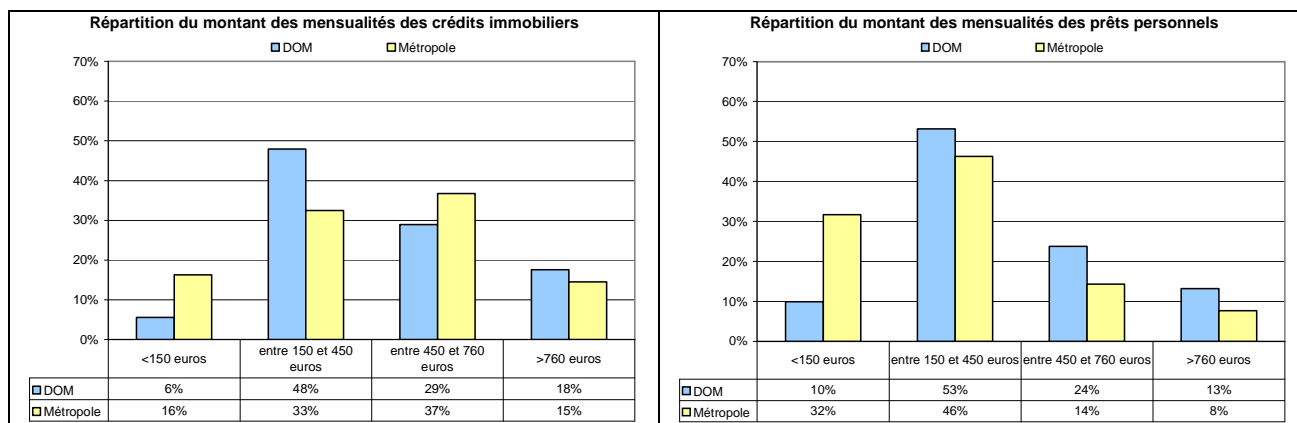 Répartition du montant des mensualités des crédits immobiliers
DOM Métropole
70%
60%
50%
40%
30%
20%
10%
0%
<150 euros entre 150 et 450 euros entre 450 et 760 euros >760 euros
DOM 6% 48% 29% 18%
Métropole 16% 33% 37% 15%
Répartition du montant des mensualités des prêts personnels
DOM Métropole
70%
60%
50%
40%
30%
20%
10%
0%
<150 euros entre 150 et 450 euros entre 450 et 760 euros >760 euros
DOM 10% 53% 24% 13%
Métropole 32% 46% 14% 8%